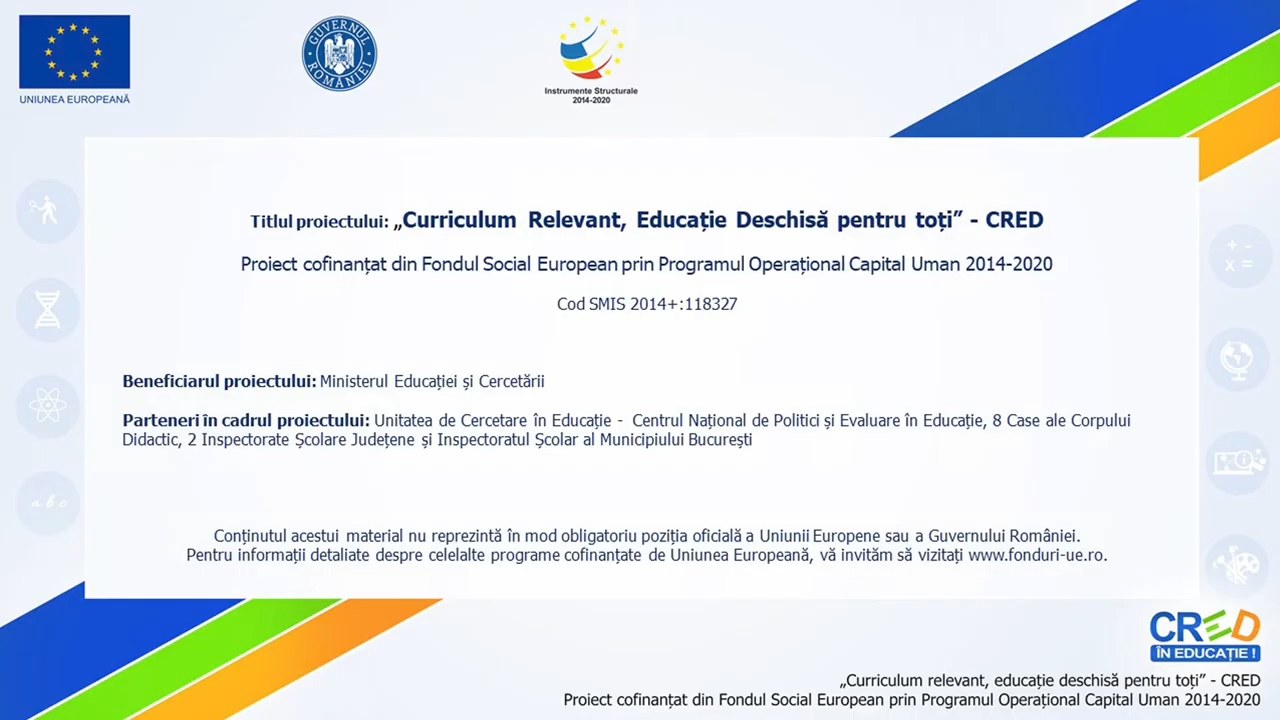 UNIUNEA EUROPEANĂ
GUVERNUL ROMÂNIEI
Instrumente Structurale
2014-2020
Titlul proiectului: „Curriculum Relevant, Educație Deschisă pentru toți” - CRED
Proiect cofinanțat din Fondul Social European prin Programul Operațional Capital Uman 2014-2020
Cod SMIS 2014+:118327
Beneficiarul proiectului: Ministerul Educației și Cercetării
Parteneri în cadrul proiectului: Unitatea de Cercetare în Educație - Centrul Național de Politici și Evaluare în Educație, 8 Case ale Corpului
Didactic, 2 Inspectorate Școlare Județene și Inspectoratul Școlar al Municipiului București
a b c
Conținutul acestui material nu reprezintă în mod obligatoriu poziția oficială a Uniunii Europene sau a Guvernului României.
Pentru informații detaliate despre celelalte programe cofinanțate de Uniunea Europeană, vă invităm să vizitați www.fonduri-ue.ro.
CRED
ÎN EDUCAȚIE !
„Curriculum relevant, educație deschisă pentru toți” - CRED
Proiect cofinanțat din Fondul Social European prin Programul Operațional Capital Uman 2014-2020